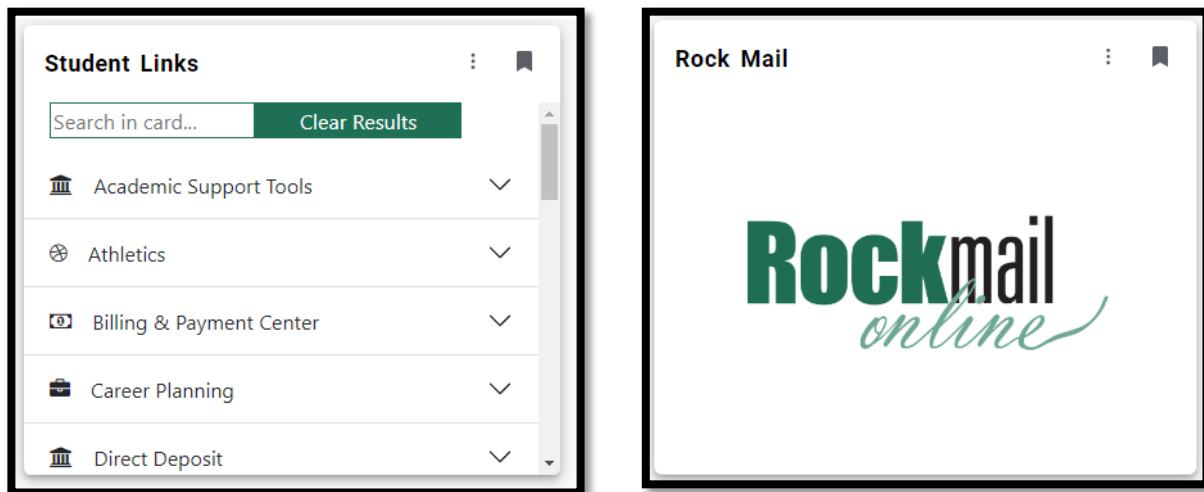 Student Links
Search in card...
Clear Results
Academic Support Tools
Athletics
Billing & Payment Center
Career Planning
Direct Deposit
Rock Mail
Rockmail
online